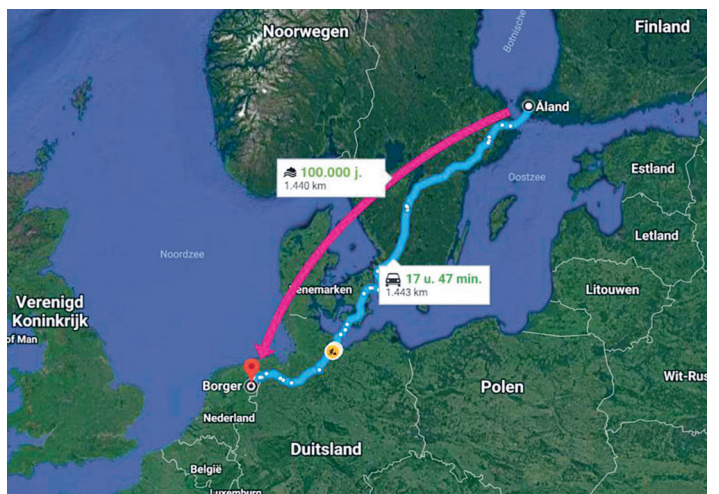 Noorwegen
Botnische
Finland
Åland
100.000 j.
1.440 km
Estland
Oostzee
Noordzee
Letland
17 u. 47 min.
1.443 km
Denemarken
Litouwen
Verenigd
Koninkrijk
of Man
Wit-Rus
Borger
Polen
Nederland
Duitsland
België
Luxemburg